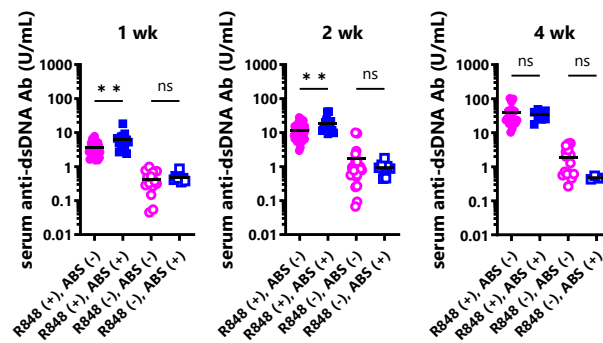 1 wk
serum anti-dsDNA Ab (U/mL)
1000
100
10
1
0.1
0.01
** ns
R848 (+), ABS (-)
R848 (+), ABS (+)
R848 (-), ABS (-)
R848 (-), ABS (+)
2 wk
serum anti-dsDNA Ab (U/mL)
1000
100
10
1
0.1
0.01
** ns
R848 (+), ABS (-)
R848 (+), ABS (+)
R848 (-), ABS (-)
R848 (-), ABS (+)
4 wk
serum anti-dsDNA Ab (U/mL)
1000
100
10
1
0.1
0.01
ns ns
R848 (+), ABS (-)
R848 (+), ABS (+)
R848 (-), ABS (-)
R848 (-), ABS (+)